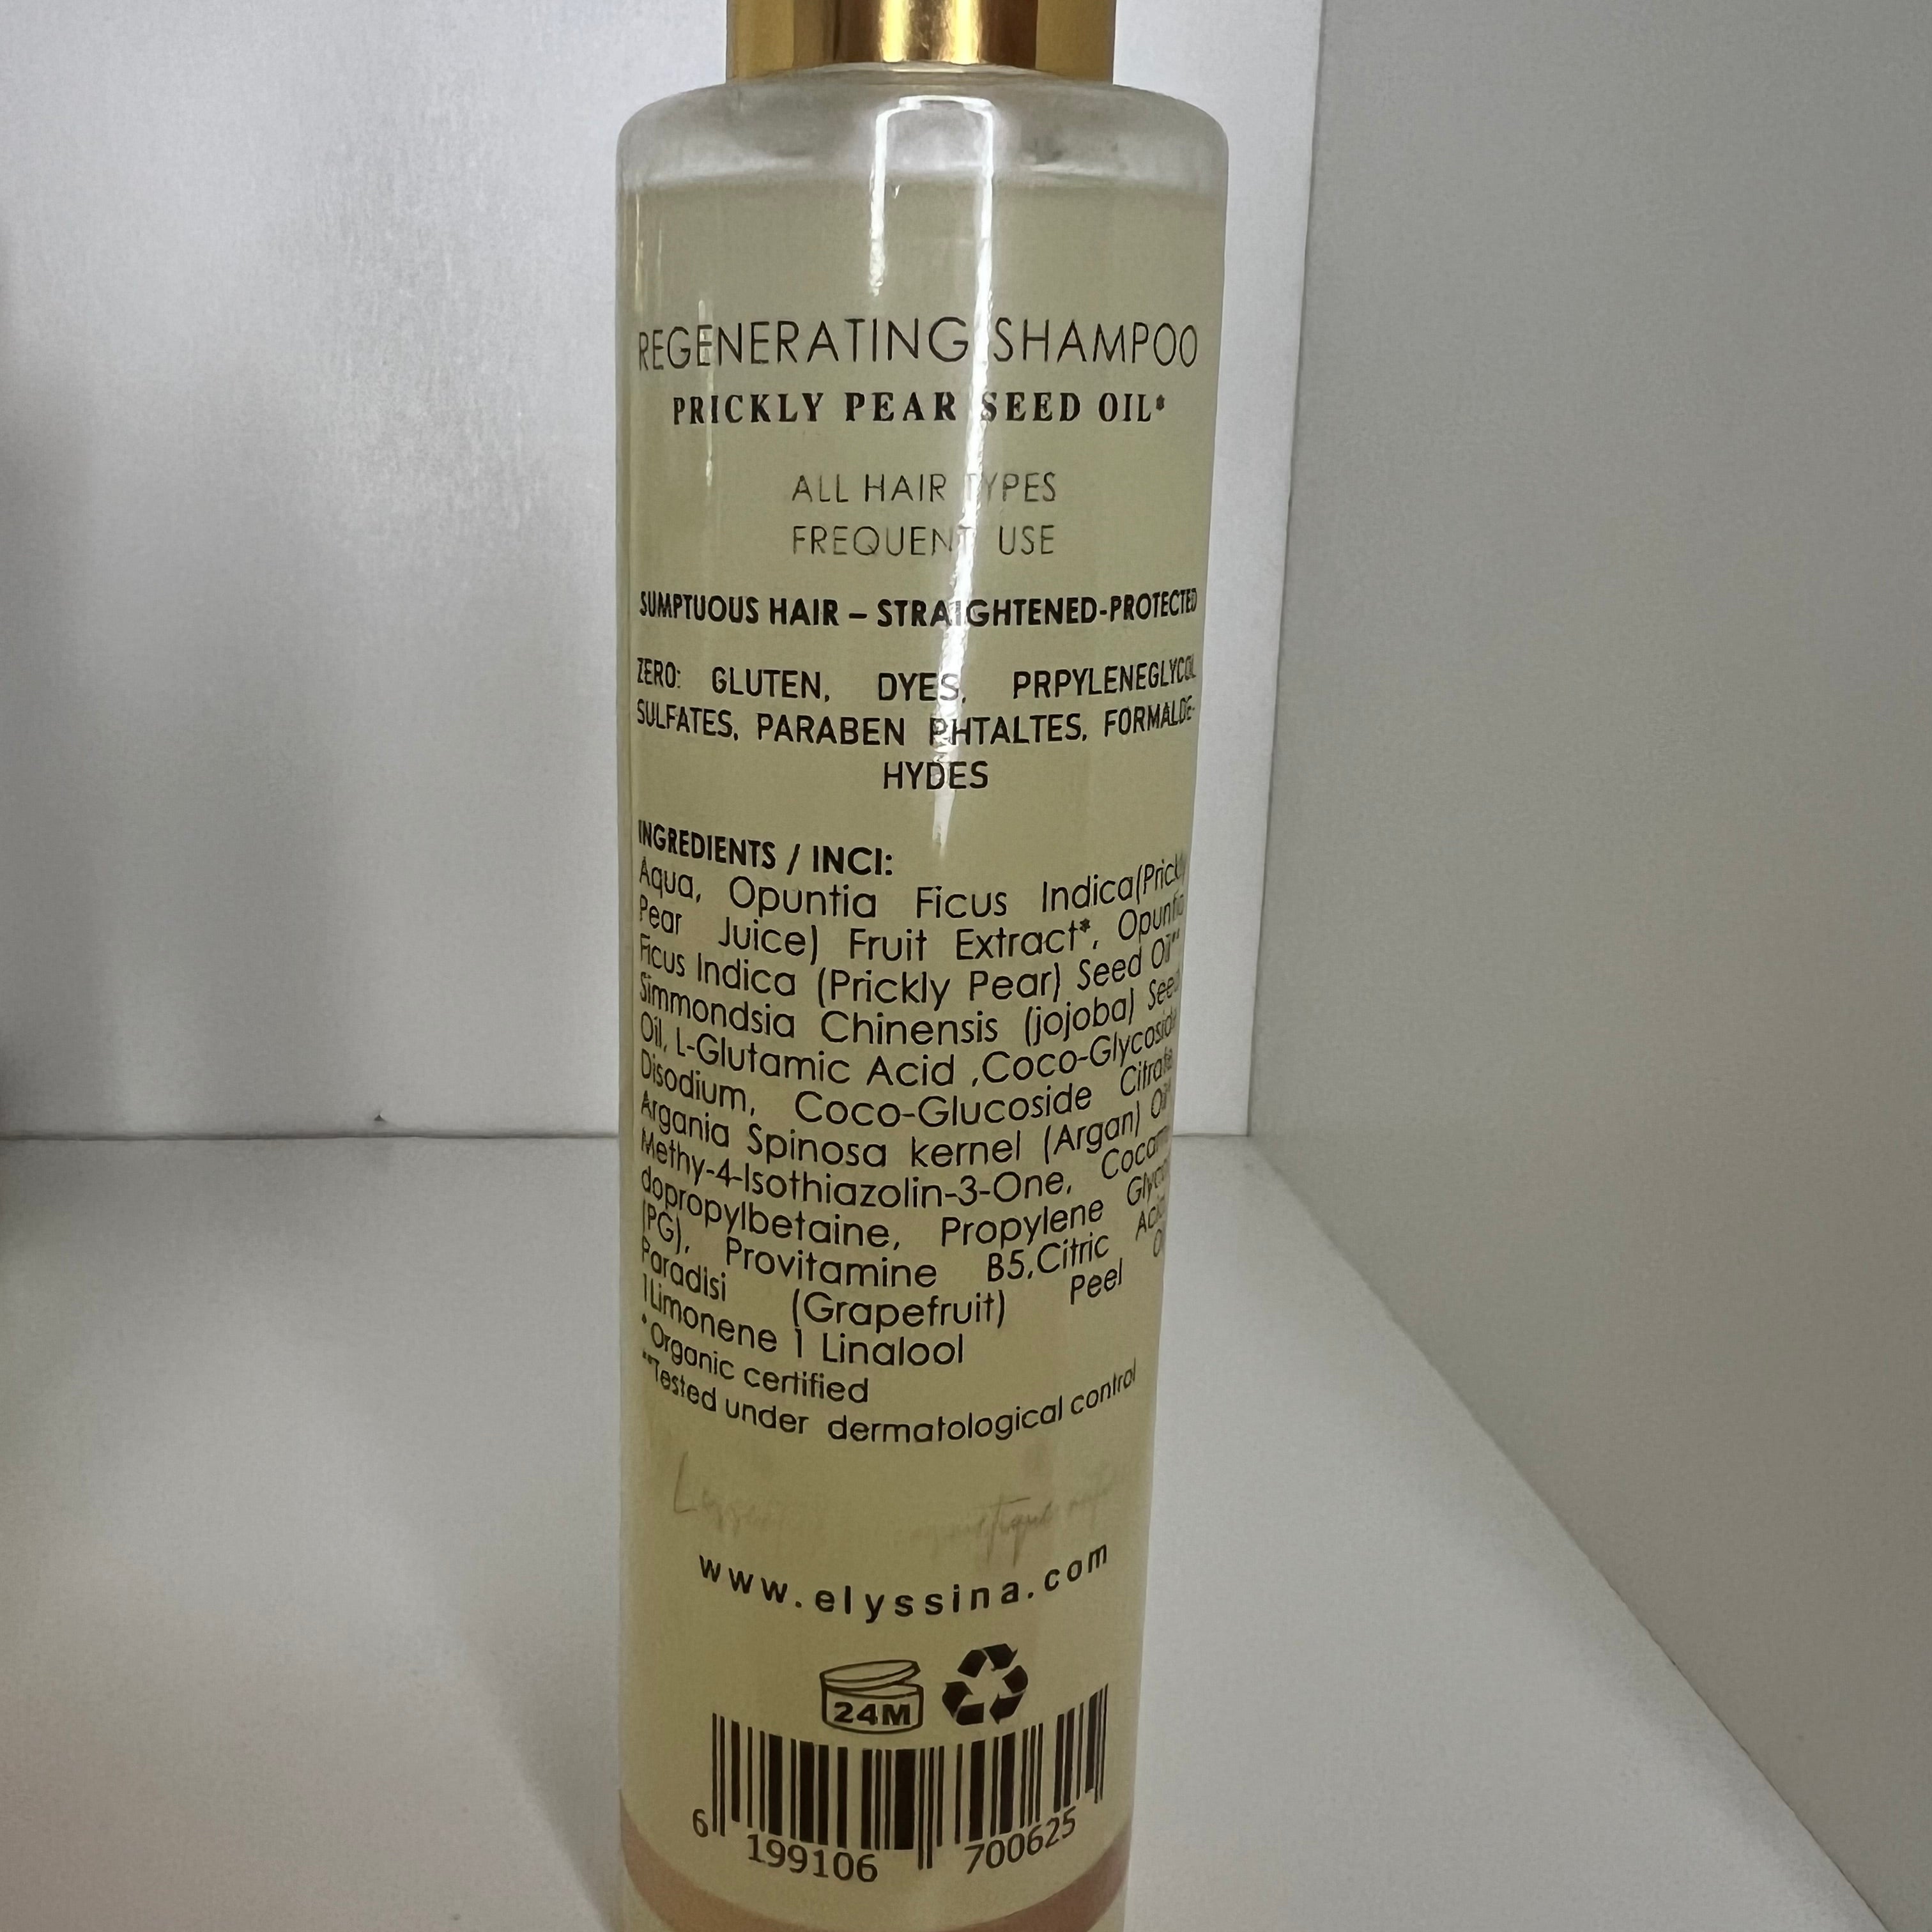 REGENERATING SHAMPOO
PRICKLY PEAR SEED OIL*
ALL HAIR TYPES
FREQUENT USE
SUMPTUOUS HAIR – STRAIGHTENED-PROTECTED
ZERO: GLUTEN, DYES, PRPYLENEGLYCOL
SULFATES, PARABEN PHTALTES, FORMALDE-
HYDES
INGREDIENTS / INCI:
Aqua, Opuntia Ficus Indica(Prickly
Pear Juice) Fruit Extract*, Opuntia
Ficus Indica (Prickly Pear) Seed Oil**
Simmondsia Chinensis (jojoba) Seed
Oil, L-Glutamic Acid ,Coco-Glycoside
Disodium, Coco-Glucoside Citrate
Argania Spinosa kernel (Argan) Oil*
Methy-4-Isothiazolin-3-One, Cocami
dopropylbetaine, Propylene Glycol
(PG), Provitamine B5,Citric Acid
Paradisi (Grapefruit) Peel Oil
1Limonene 1 Linalool
*Organic certified
**Tested under dermatological control
www.elyssina.com
24M
6 199106 700625